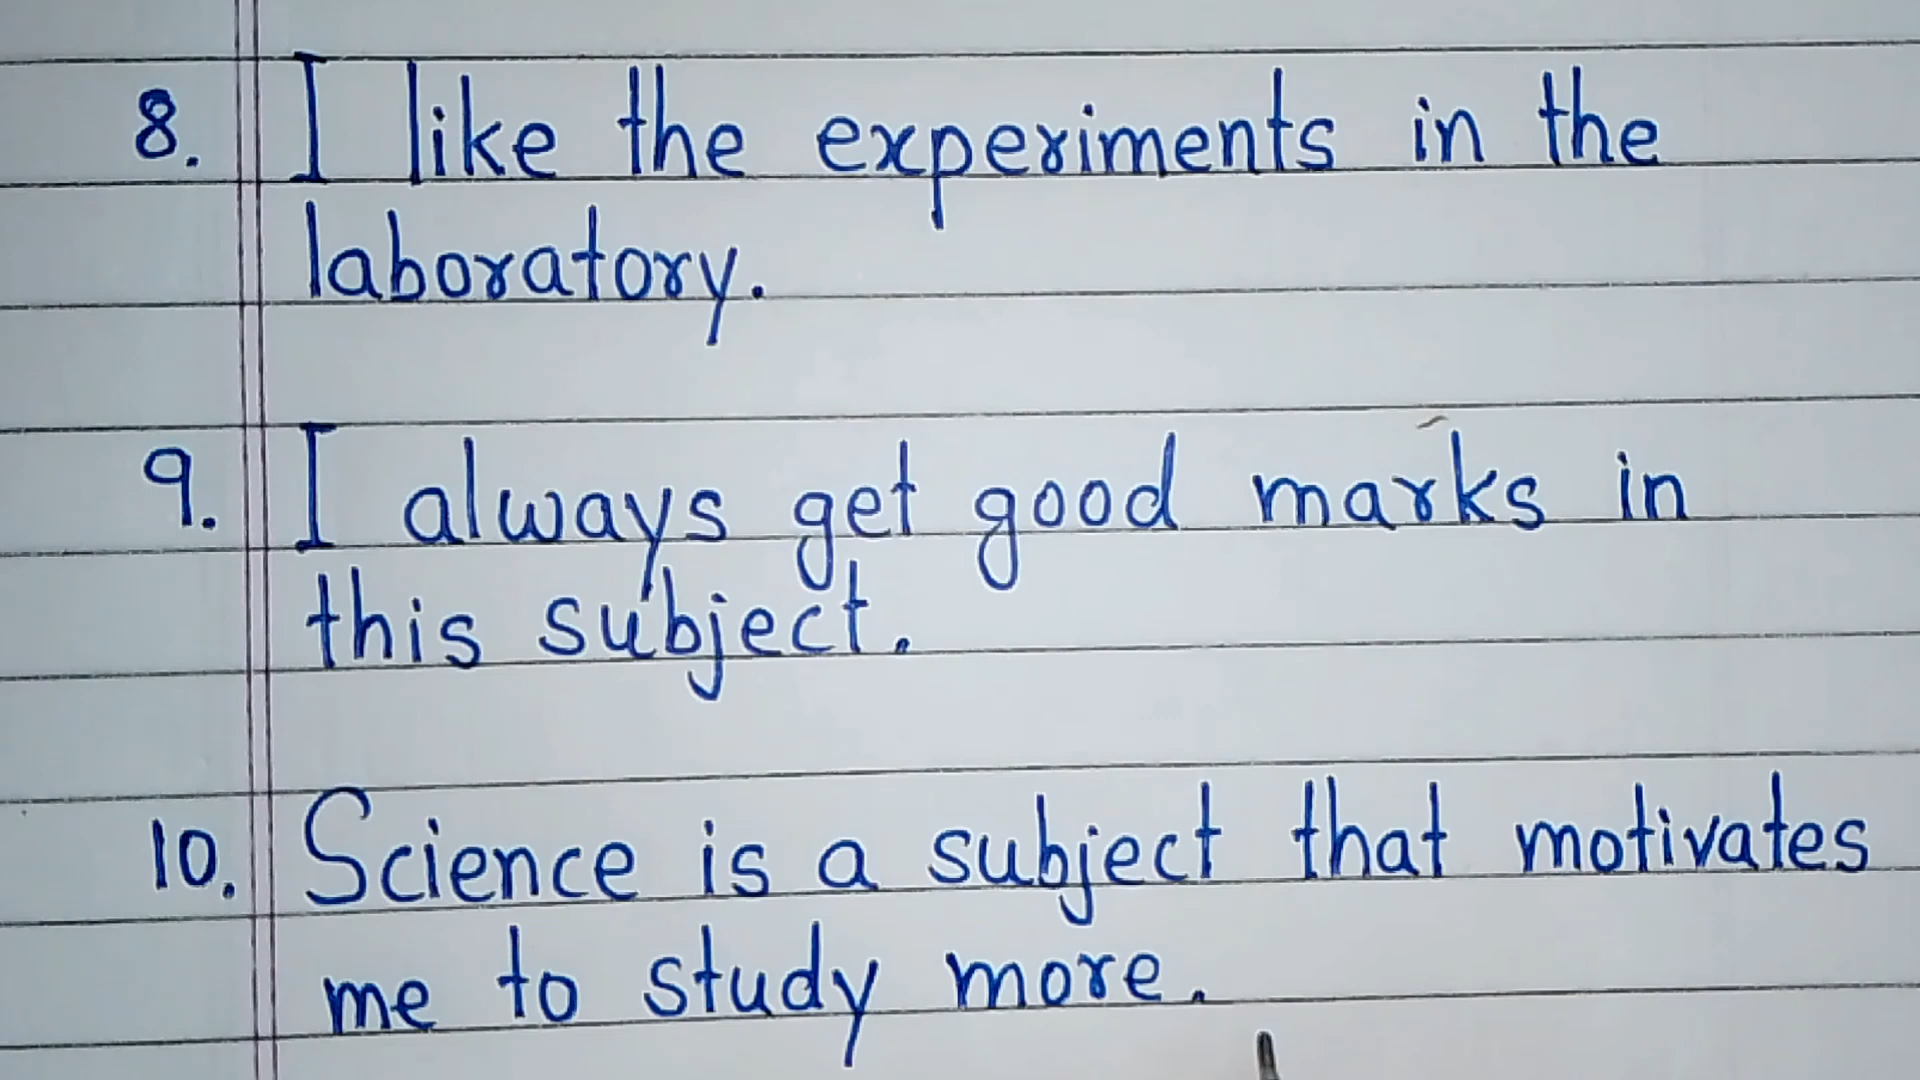 8. I like the experiments in the
laboratory.
9. I always get good marks in
this subject.
10. Science is a subject that motivates
me to study more.